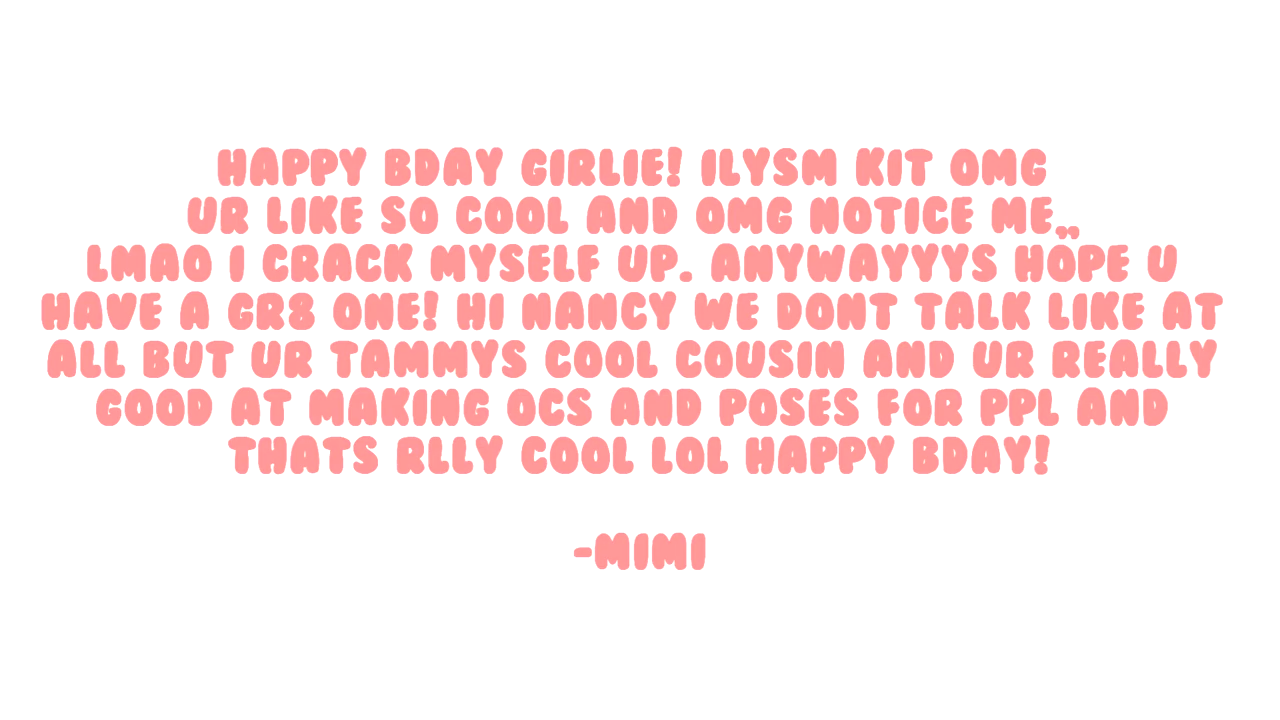 HAPPY BDAY GIRLIE! ILYSM KIT OMG
UR LIKE SO COOL AND OMG NOTICE ME,,
LMAO I CRACK MYSELF UP. ANYWAYYYS HOPE U
HAVE A GR8 ONE! HI NANCY WE DONT TALK LIKE AT
ALL BUT UR TAMMYS COOL COUSIN AND UR REALLY
GOOD AT MAKING OCS AND POSES FOR PPL AND
THATS RLLY COOL LOL HAPPY BDAY!
-MIMI